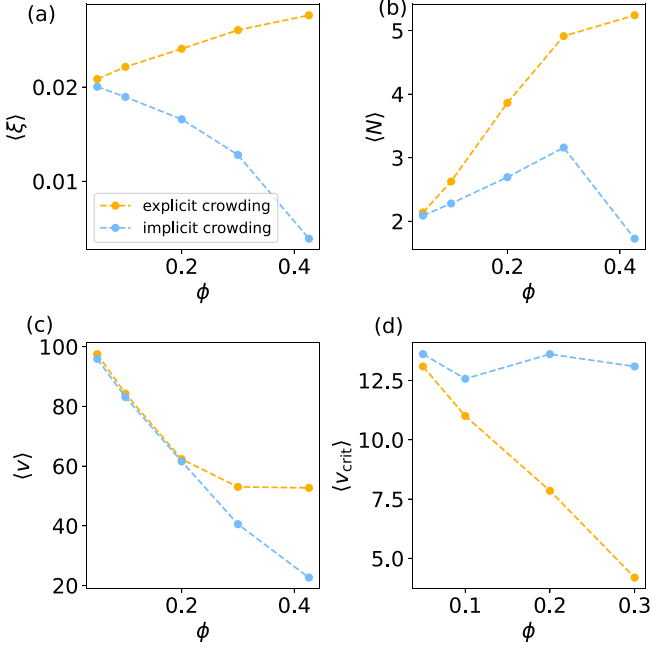 (a)
⟨ξ⟩
0.02
0.01
explicit crowding
implicit crowding
0.2
0.4
ϕ
(b)
⟨N⟩
5
4
3
2
0.2
0.4
ϕ
(c)
⟨v⟩
100
80
60
40
20
0.2
0.4
ϕ
(d)
⟨v_crit⟩
12.5
10.0
7.5
5.0
0.1
0.2
0.3
ϕ